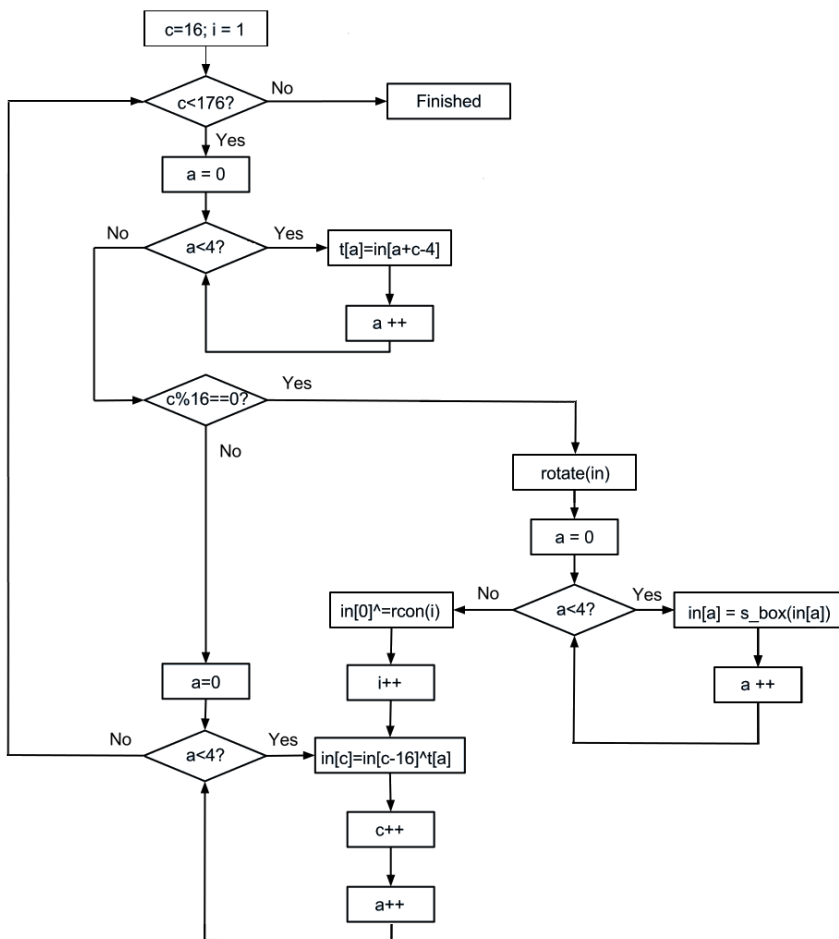 c=16; i = 1
c<176?
No
Finished
Yes
a = 0
No
a<4?
Yes
t[a]=in[a+c-4]
a ++
c%16==0?
Yes
No
rotate(in)
a = 0
in[0]^=rcon(i)
No
a<4?
Yes
in[a] = s_box(in[a])
i++
a ++
a=0
No
a<4?
Yes
in[c]=in[c-16]^t[a]
c++
a++